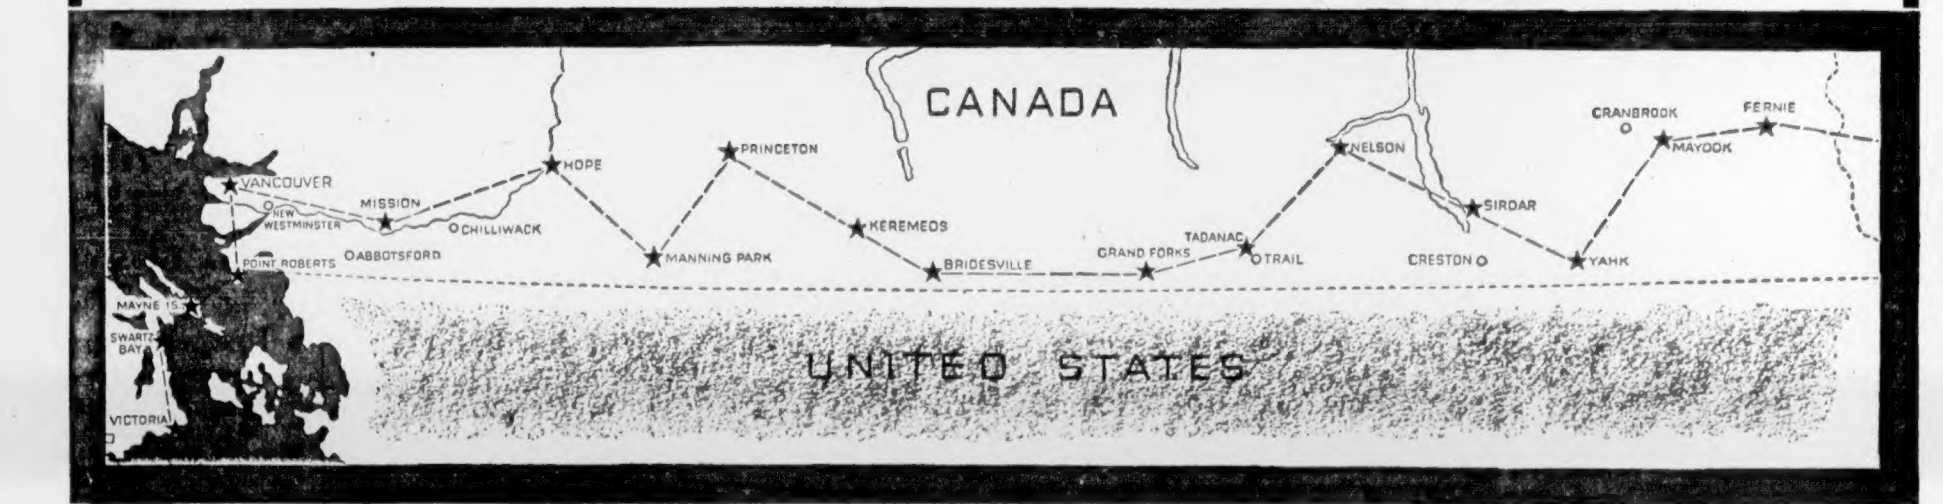 CANADA
CRANBROOK
FERNIE
PRINCETON
NELSON
MAYOOK
HOPE
VANCOUVER
MISSION
SIRDAR
NEW
WESTMINSTER
CHILLIWACK
KEREMEOS
TADANAC
POINT ROBERTS
ABBOTSFORD
MANNING PARK
BRIDESVILLE
GRAND FORKS
TRAIL
CRESTON
YAHK
MAYNE IS.
SWARTZ
BAY
UNITED STATES
VICTORIA